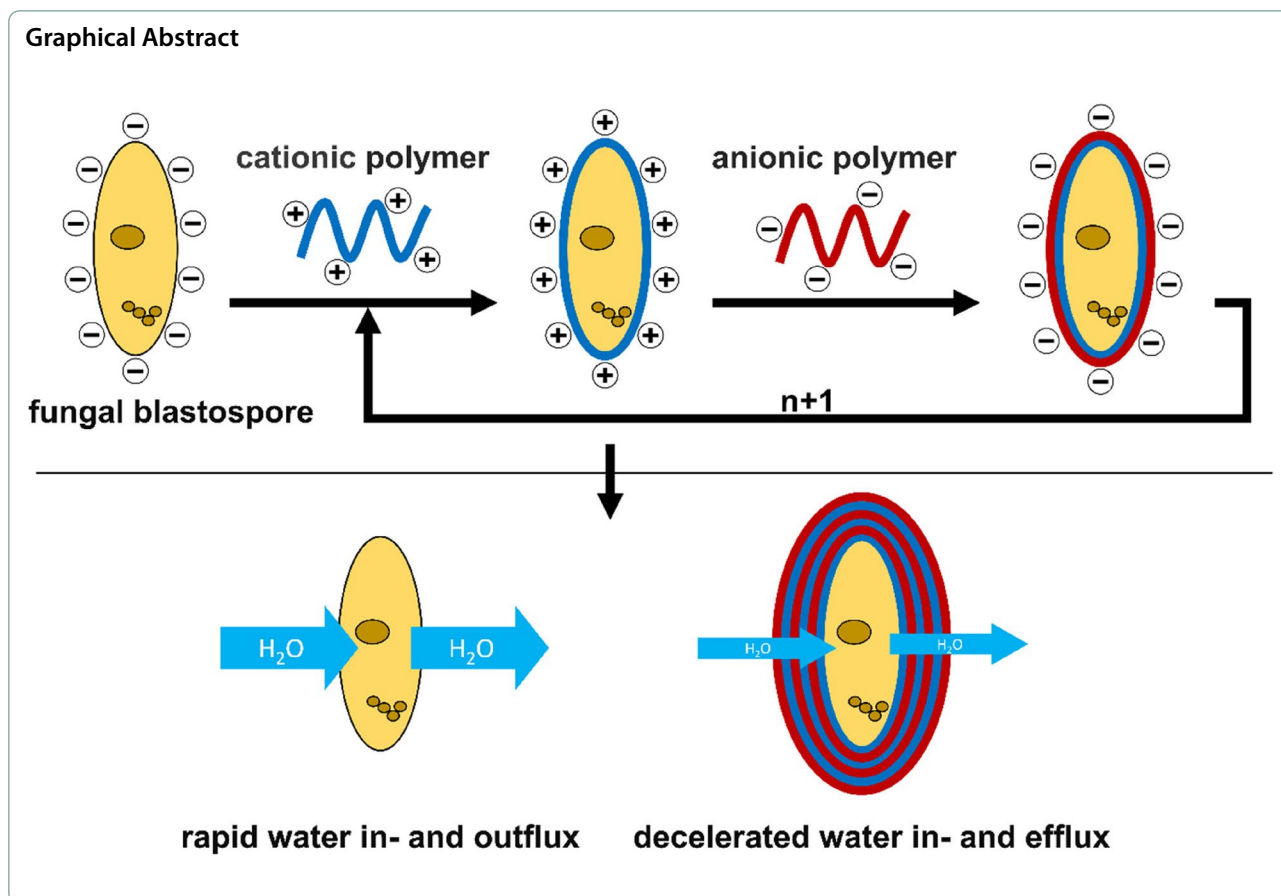 Graphical Abstract
cationic polymer
anionic polymer
fungal blastospore
n+1
H₂O
H₂O
H₂O
H₂O
rapid water in- and outflux
decelerated water in- and efflux